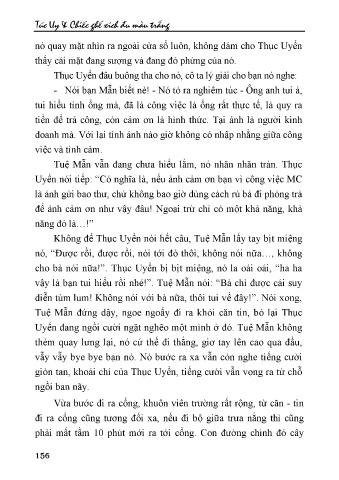 Túc Uy & Chiếc ghế xích đu màu trắng
nó quay mặt nhìn ra ngoài cửa sổ luôn, không dám cho Thục Uyển
thấy cái mặt đang sượng và đang đỏ phừng của nó.
Thục Uyển đâu buông tha cho nó, cô ta lý giải cho bạn nó nghe:
- Nói bạn Mẫn biết nè! - Nó tỏ ra nghiêm túc - Ông anh tui á,
tui hiểu tính ổng mà, đã là công việc là ổng rất thực tế, là quy ra
tiền để trả công, còn cảm ơn là hình thức. Tại ảnh là người kinh
doanh mà. Với lại tính ảnh nào giờ không có nhập nhằng giữa công
việc và tình cảm.
Tuệ Mẫn vẫn đang chưa hiểu lắm, nó nhăn nhăn trán. Thục
Uyển nói tiếp: “Có nghĩa là, nếu ảnh cảm ơn bạn vì công việc MC
là ảnh gửi bao thư, chứ không bao giờ dùng cách rủ bà đi phòng trà
để ảnh cảm ơn như vậy đâu! Ngoại trừ chỉ có một khả năng, khả
năng đó là…!”
Không để Thục Uyển nói hết câu, Tuệ Mẫn lấy tay bịt miệng
nó, “Được rồi, được rồi, nói tới đó thôi, không nói nữa…, không
cho bà nói nữa!”. Thục Uyển bị bịt miệng, nó la oái oái, “ha ha
vậy là bạn tui hiểu rồi nhé!”. Tuệ Mẫn nói: “Bà chỉ được cái suy
diễn tùm lum! Không nói với bà nữa, thôi tui về đây!”. Nói xong,
Tuệ Mẫn đứng dậy, ngoe ngoẩy đi ra khỏi căn tin, bỏ lại Thục
Uyển đang ngồi cười ngặt nghẽo một mình ở đó. Tuệ Mẫn không
thèm quay lưng lại, nó cứ thế đi thẳng, giơ tay lên cao qua đầu,
vẫy vẫy bye bye bạn nó. Nó bước ra xa vẫn còn nghe tiếng cười
giòn tan, khoái chí của Thục Uyển, tiếng cười vẫn vọng ra từ chỗ
ngồi ban nãy.
Vừa bước đi ra cổng, khuôn viên trường rất rộng, từ căn - tin
đi ra cổng cũng tương đối xa, nếu đi bộ giữa trưa nắng thì cũng
phải mất tầm 10 phút mới ra tới cổng. Con đường chính đó cây
156